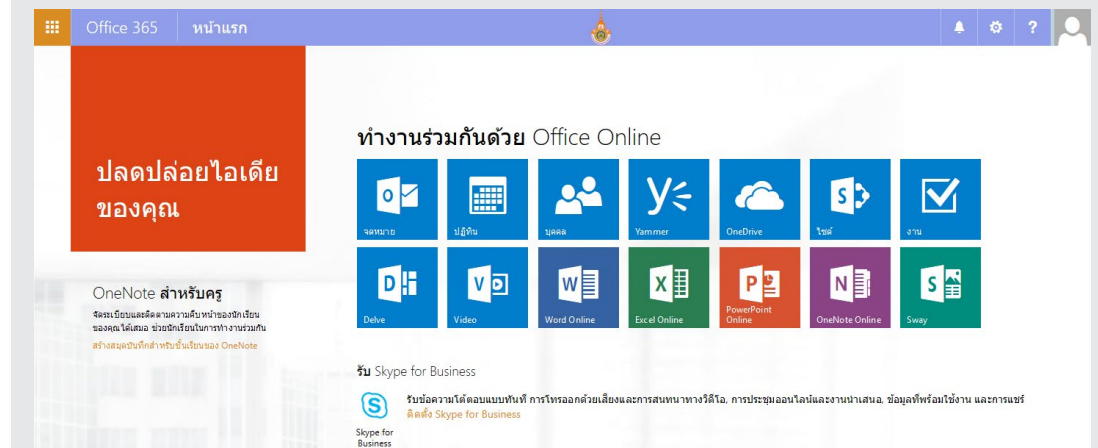 Office 365 หน้าแรก ?
ปลดปล่อยไอเดีย
ของคุณ
OneNote สำหรับครู
จัดระเบียบและติดตามความคืบหน้าของนักเรียน
ของคุณได้เสมอ ช่วยนักเรียนในการทำงานร่วมกัน
สร้างสมุดบันทึกสำหรับชั้นเรียนของ OneNote
ทำงานร่วมกันด้วย Office Online
จดหมาย ปฏิทิน บุคคล Yammer OneDrive ไซต์ งาน
Delve Video Word Online Excel Online PowerPoint Online OneNote Online Sway
รับ Skype for Business
รับข้อความโต้ตอบแบบทันที การโทรออกด้วยเสียงและการสนทนาทางวิดีโอ, การประชุมออนไลน์และงานนำเสนอ, ข้อมูลที่พร้อมใช้งาน และการแชร์
ติดตั้ง Skype for Business
Skype for
Business